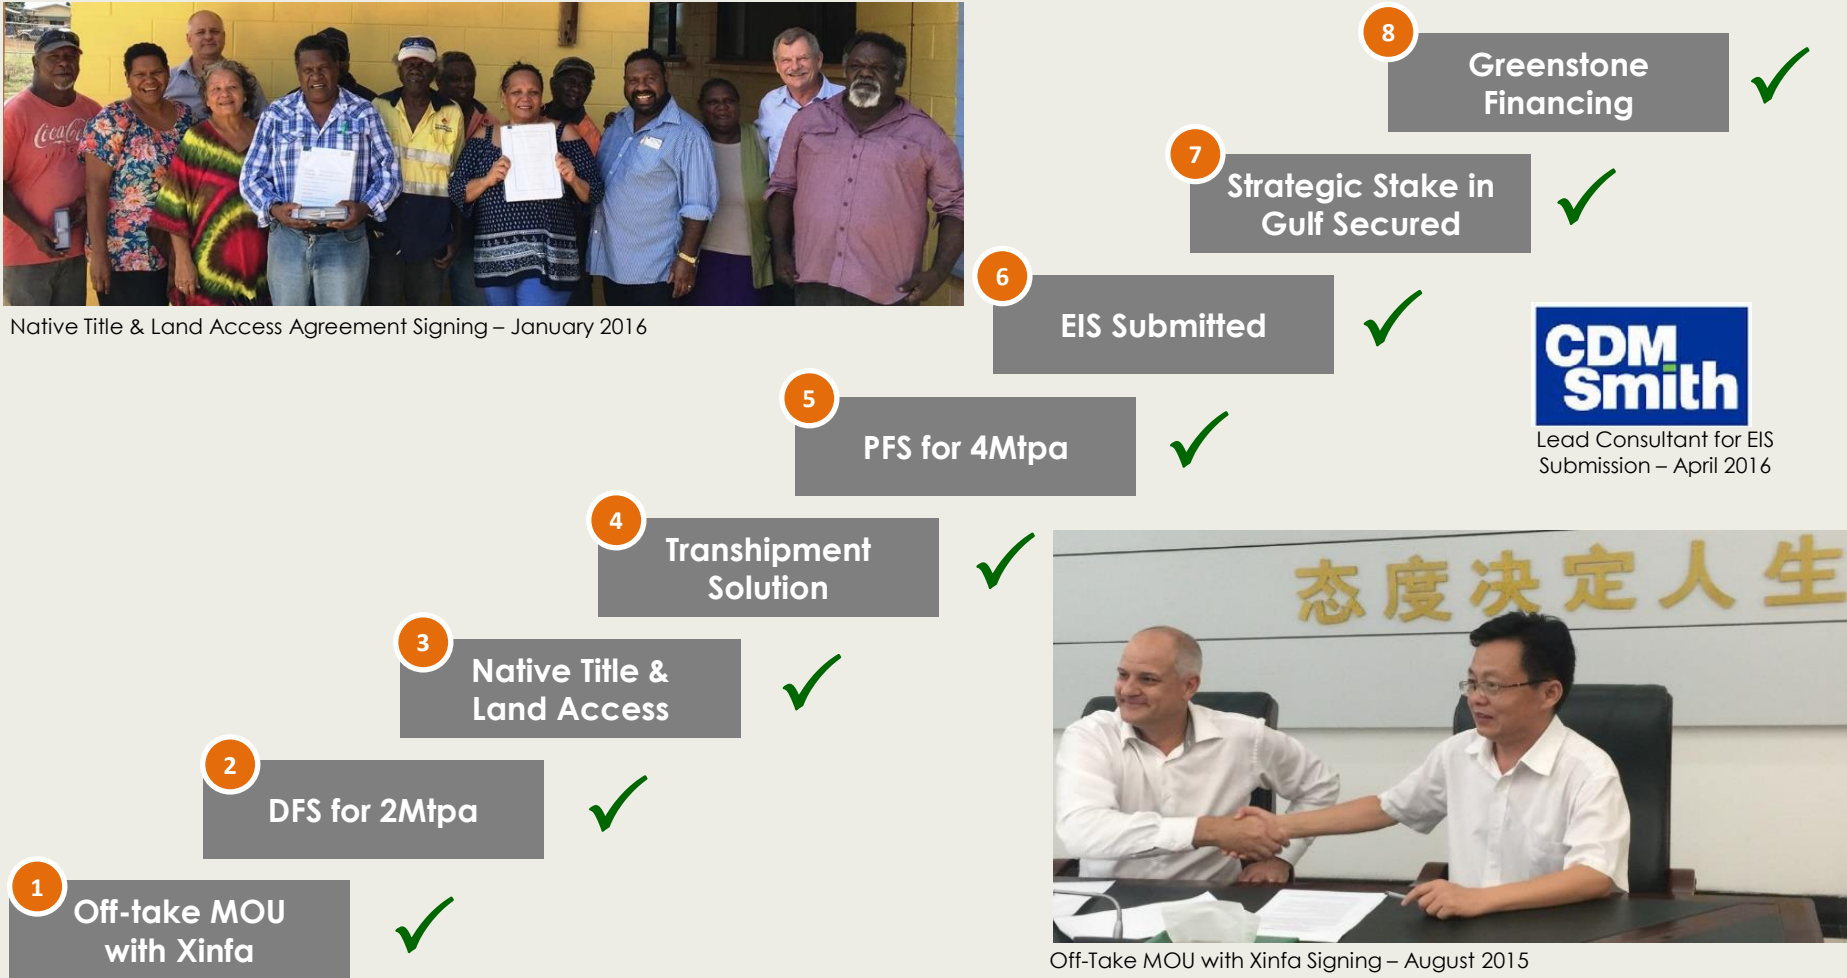 Coca-Cola
Native Title & Land Access Agreement Signing – January 2016
8
Greenstone
Financing
7
Strategic Stake in
Gulf Secured
6
EIS Submitted
CDM
Smith
Lead Consultant for EIS
Submission – April 2016
5
PFS for 4Mtpa
4
Transhipment
Solution
态度决定人生
3
Native Title &
Land Access
2
DFS for 2Mtpa
1
Off-take MOU
with Xinfa
Off-Take MOU with Xinfa Signing – August 2015